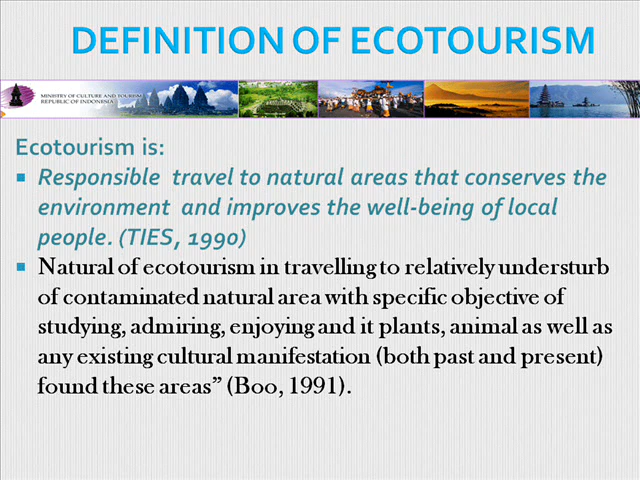 DEFINITION OF ECOTOURISM
MINISTRY OF CULTURE AND TOURISM
REPUBLIC OF INDONESIA
Ecotourism is:
Responsible travel to natural areas that conserves the
environment and improves the well-being of local
people. (TIES, 1990)
Natural of ecotourism in travelling to relatively understurb
of contaminated natural area with specific objective of
studying, admiring, enjoying and it plants, animal as well as
any existing cultural manifestation (both past and present)
found these areas” (Boo, 1991).